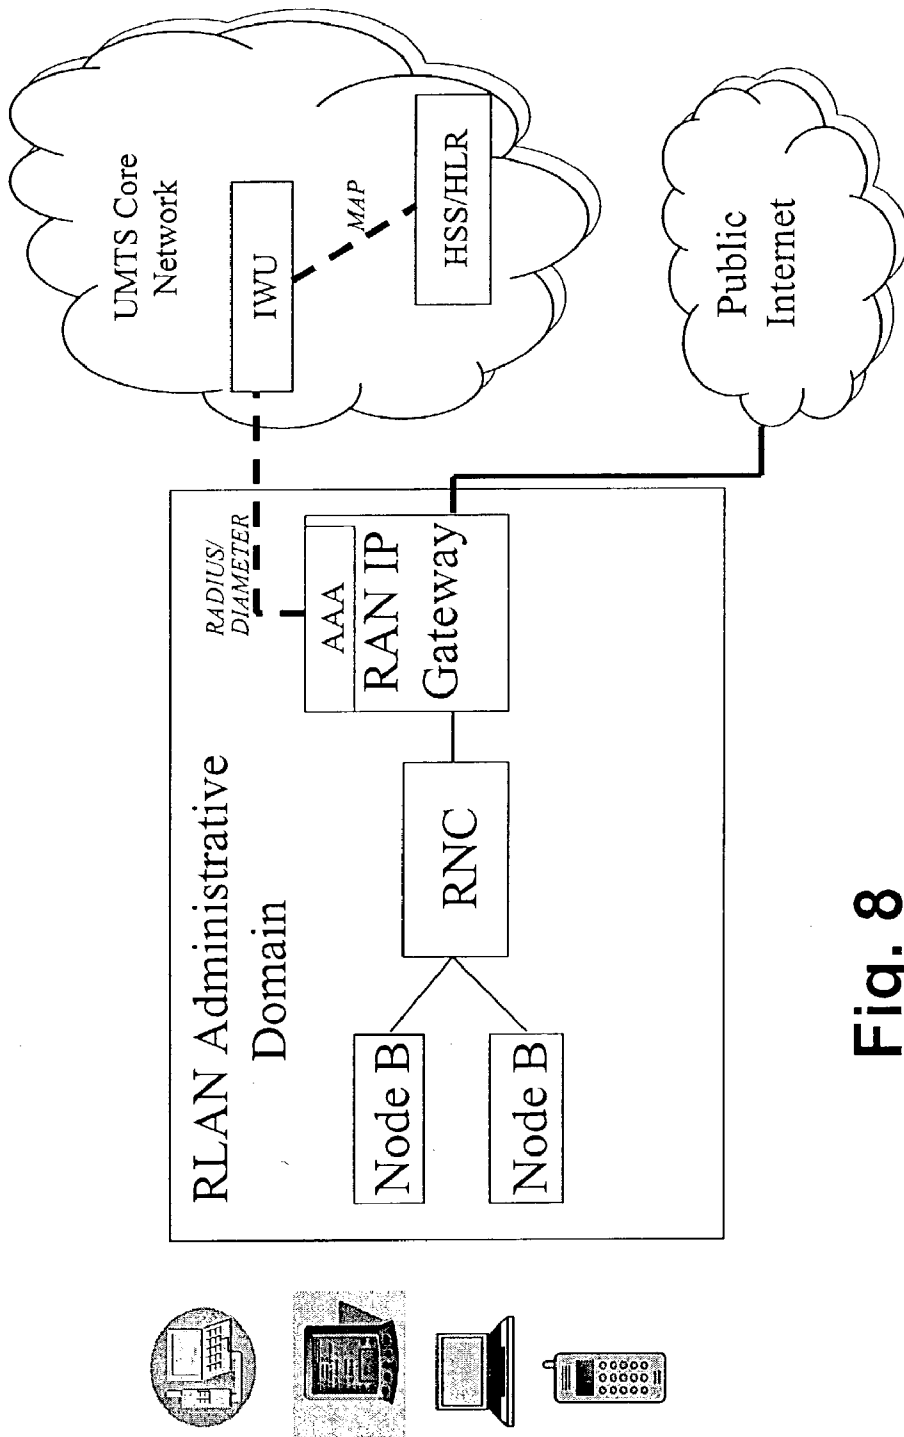 RLAN Administrative
Domain
Node B
Node B
RNC
AAA
RAN IP
Gateway
RADIUS/
DIAMETER
UMTS Core
Network
IWU
MAP
HSS/HLR
Public
Internet
Fig. 8